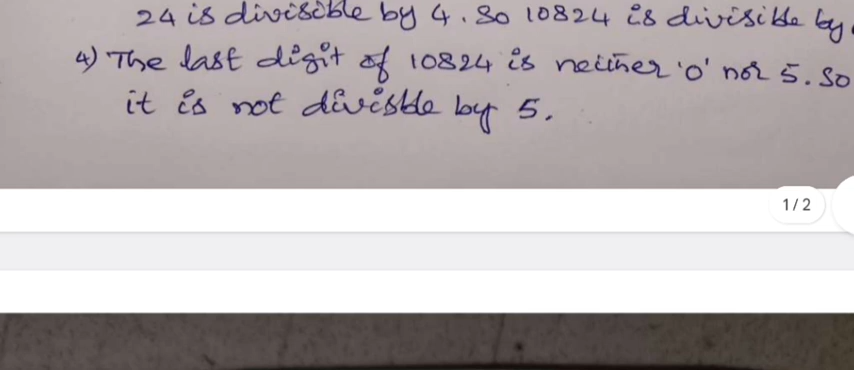 24 is divisible by 4. So 10824 is divisible by
4) The last digit of 10824 is neither '0' nor 5. So
it is not divisble by 5.
1/2